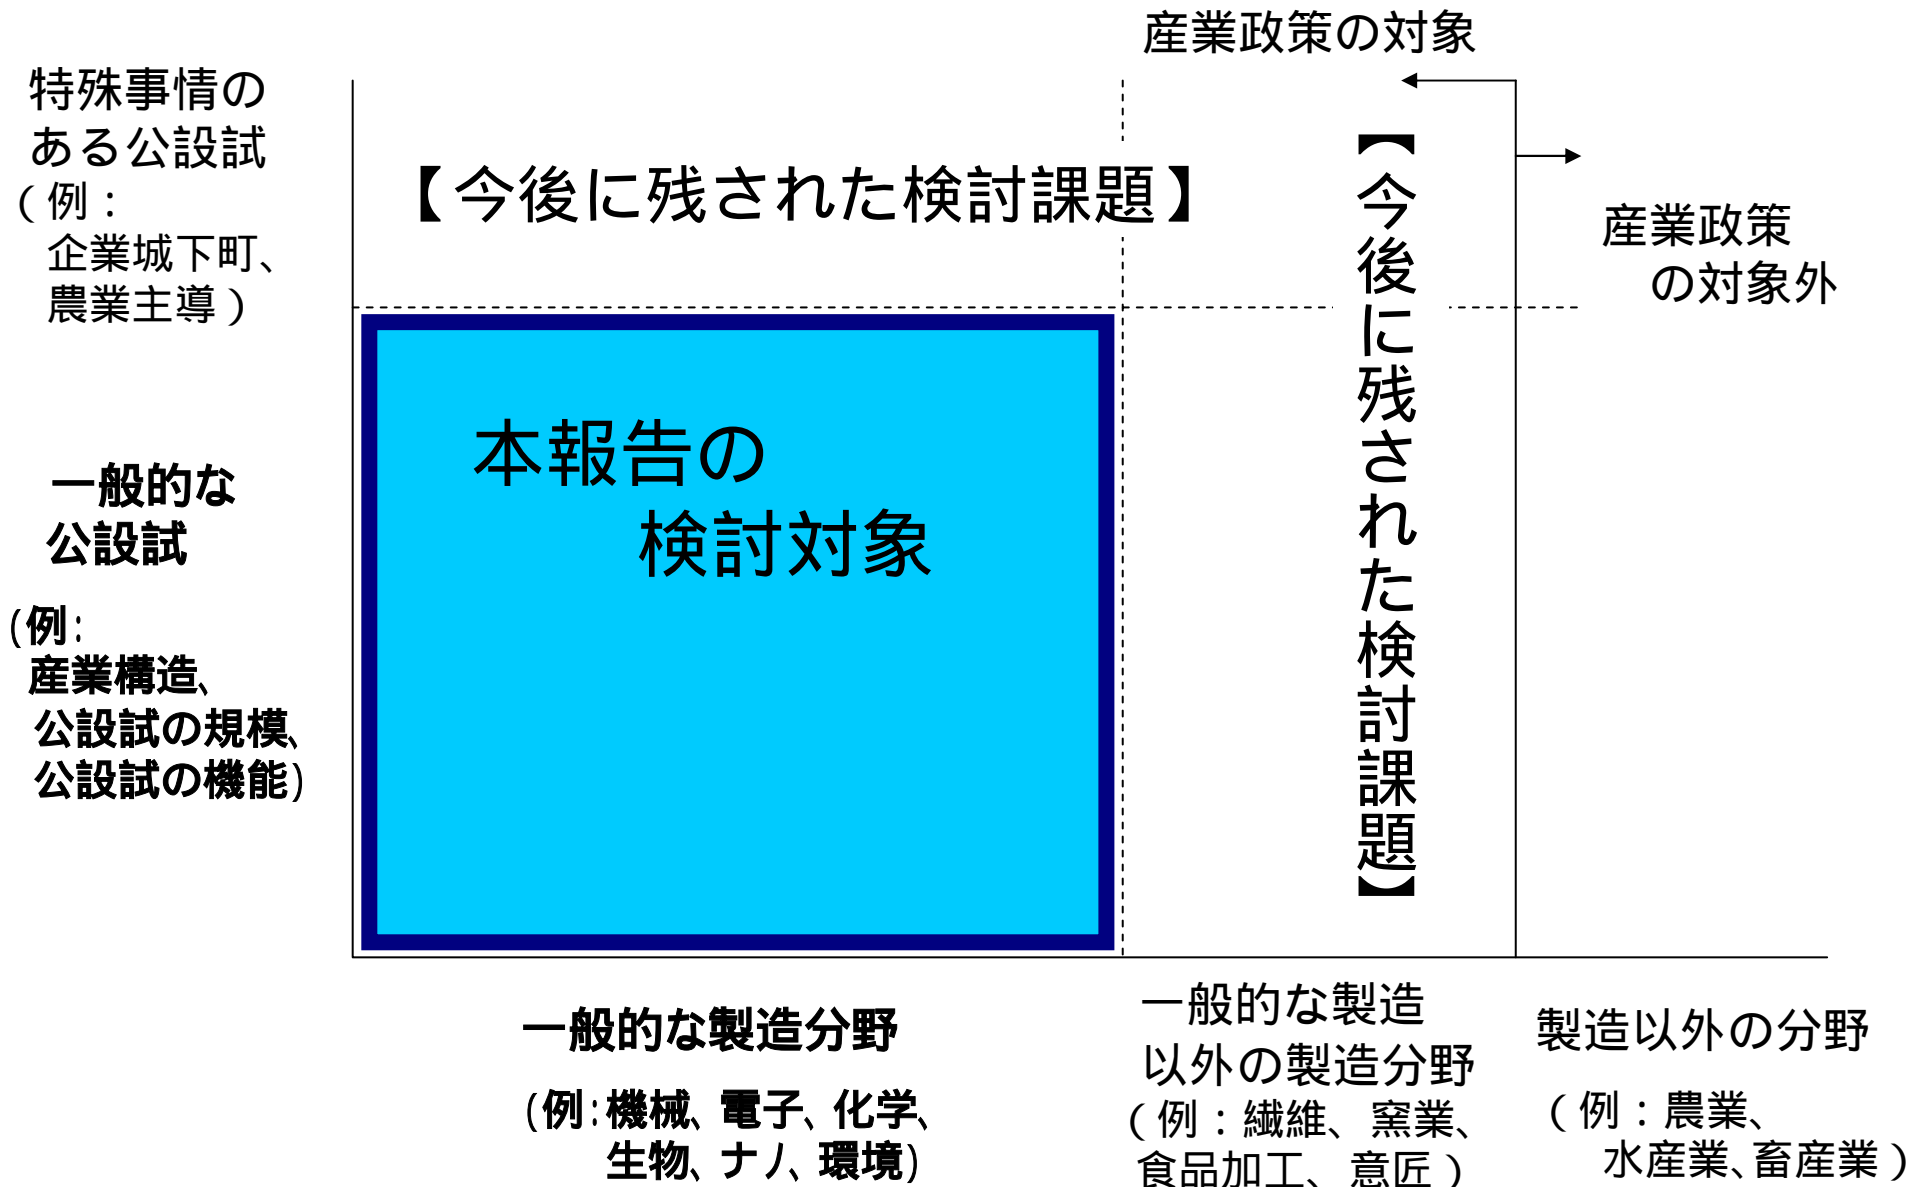 産業政策の対象
特殊事情の
ある公設試
（例：
企業城下町、
農業主導）
【今後に残された検討課題】
【今後に残された検討課題】
産業政策
の対象外
本報告の
検討対象
一般的な
公設試
(例:
産業構造、
公設試の規模、
公設試の機能)
一般的な製造分野
(例:機械、電子、化学、
生物、ナノ、環境)
一般的な製造
以外の製造分野
（例：繊維、窯業、
食品加工、意匠）
製造以外の分野
（例：農業、
水産業、畜産業）